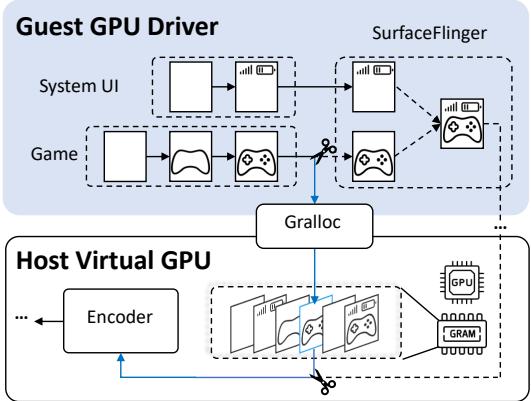 Guest GPU Driver
SurfaceFlinger
System UI
Game
...
Gralloc
Host Virtual GPU
GPU
...
Encoder
GRAM